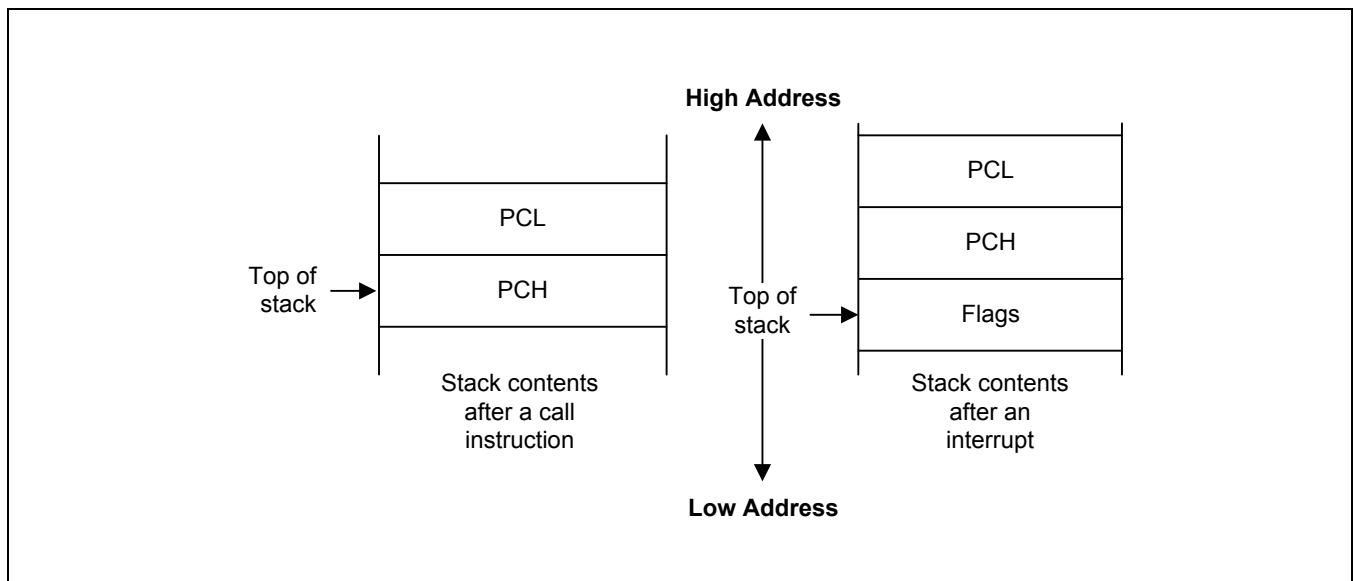 High Address
PCL
PCH
Top of
stack
Stack contents
after a call
instruction
Top of
stack
PCL
PCH
Flags
Stack contents
after an
interrupt
Low Address